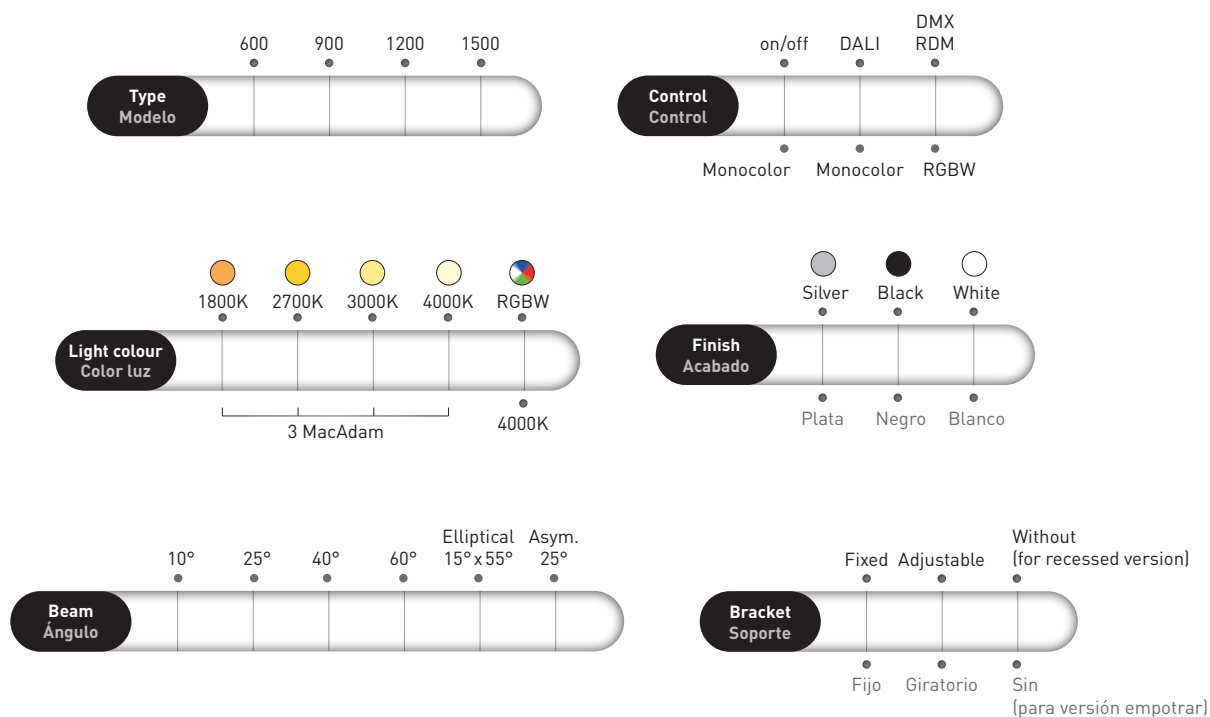 600 900 1200 1500
Type
Modelo
on/off DALI DMX
RDM
Control
Control
Monocolor Monocolor RGBW
1800K 2700K 3000K 4000K RGBW
Light colour
Color luz
3 MacAdam
4000K
Silver Black White
Finish
Acabado
Plata Negro Blanco
10° 25° 40° 60° Elliptical
15°x55° Asym.
25°
Beam
Ángulo
Fixed Adjustable Without
(for recessed version)
Bracket
Soporte
Fijo Giratorio Sin
(para versión empotrar)